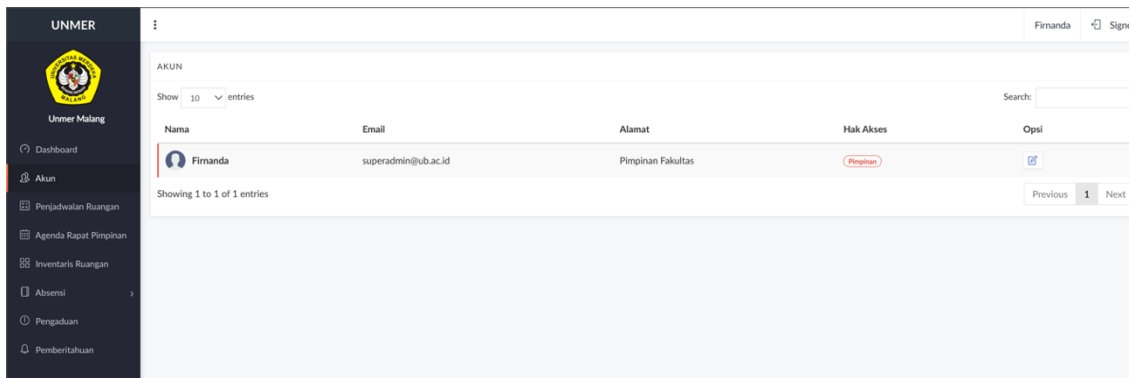 UNMER
Firnanda
Unmer Malang
Dashboard
Akun
Penjadwalan Ruangan
Agenda Rapat Pimpinan
Inventaris Ruangan
Absensi
Pengaduan
Pemberitahuan
AKUN
Show 10 entries
Search:
Nama Email Alamat Hak Akses Opsi
Firnanda superadmin@ub.ac.id Pimpinan Fakultas Pimpinan
Showing 1 to 1 of 1 entries
Previous 1 Next